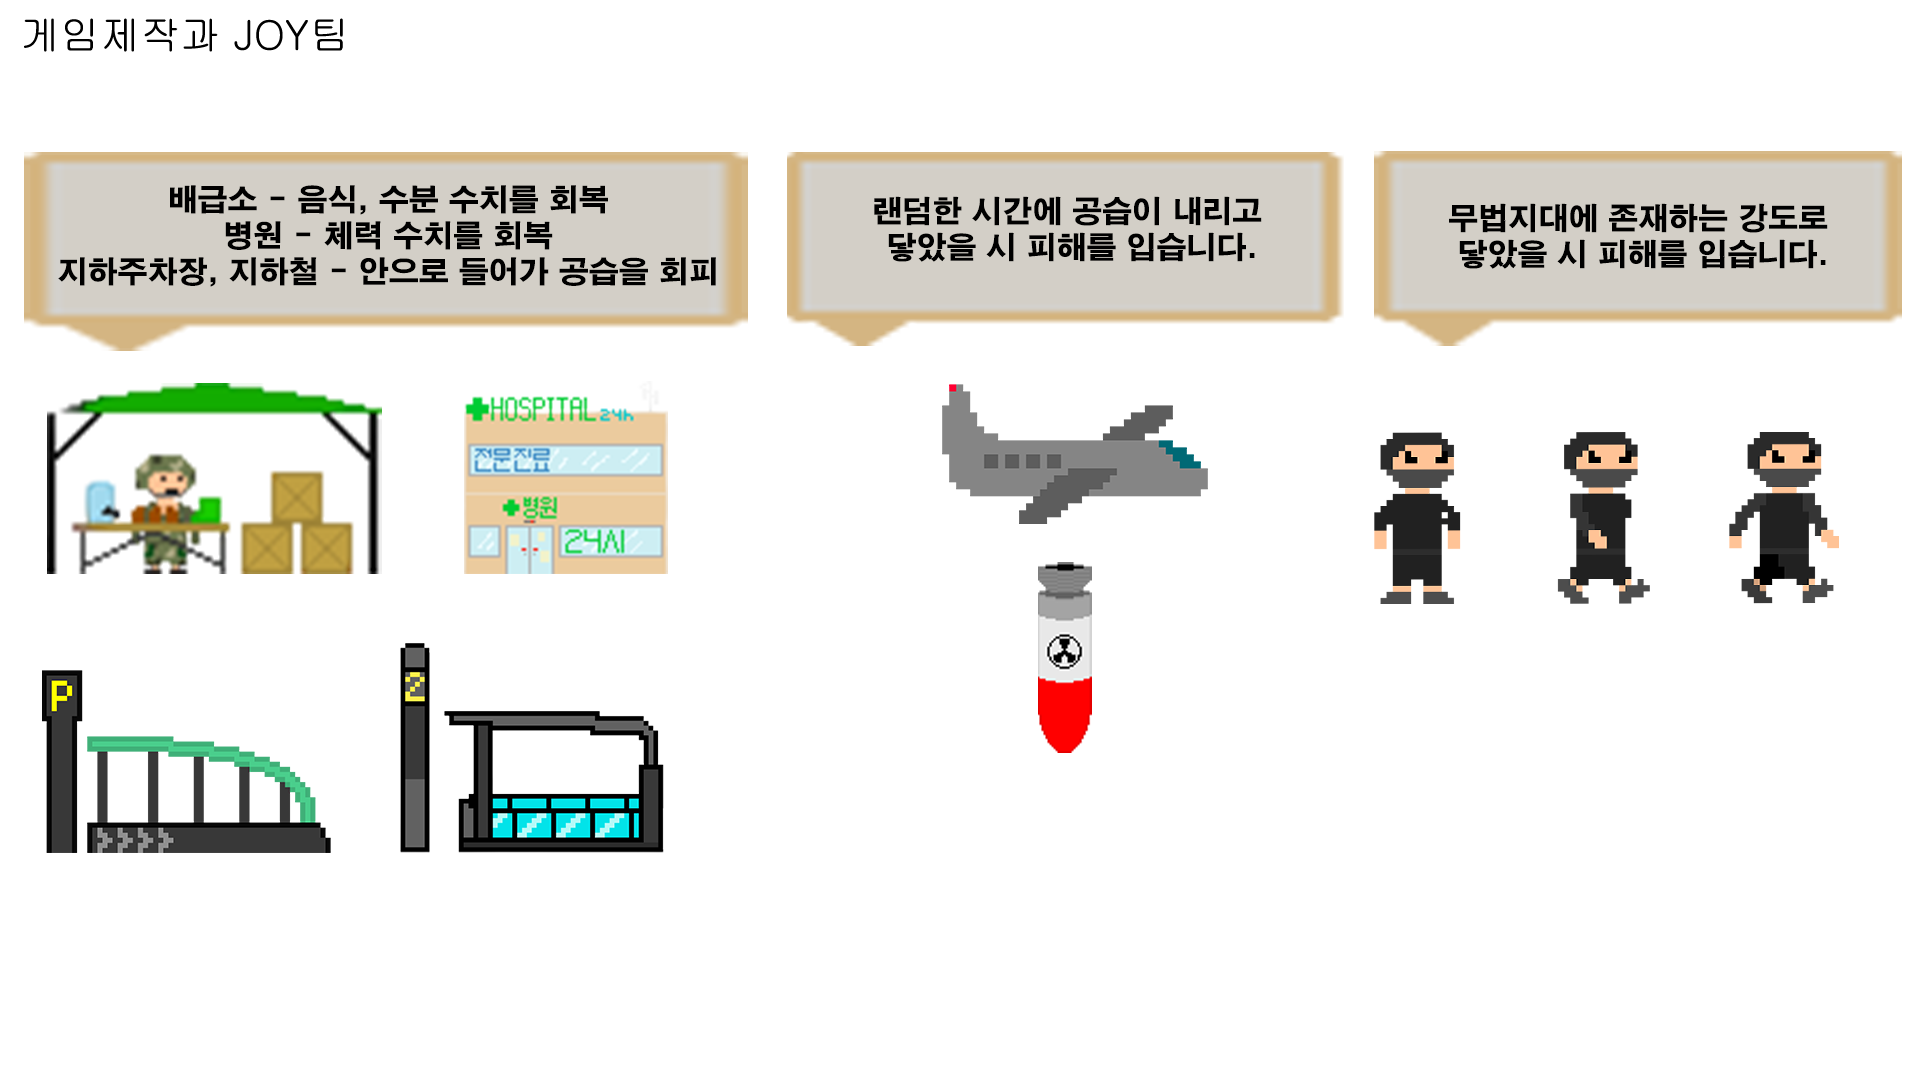 게임제작과 JOY팀
배급소 - 음식, 수분 수치를 회복
병원 - 체력 수치를 회복
지하주차장, 지하철 - 안으로 들어가 공습을 회피
랜덤한 시간에 공습이 내리고
닿았을 시 피해를 입습니다.
무법지대에 존재하는 강도로
닿았을 시 피해를 입습니다.
HOSPITAL 24h
전문진료
병원
24시
P
2